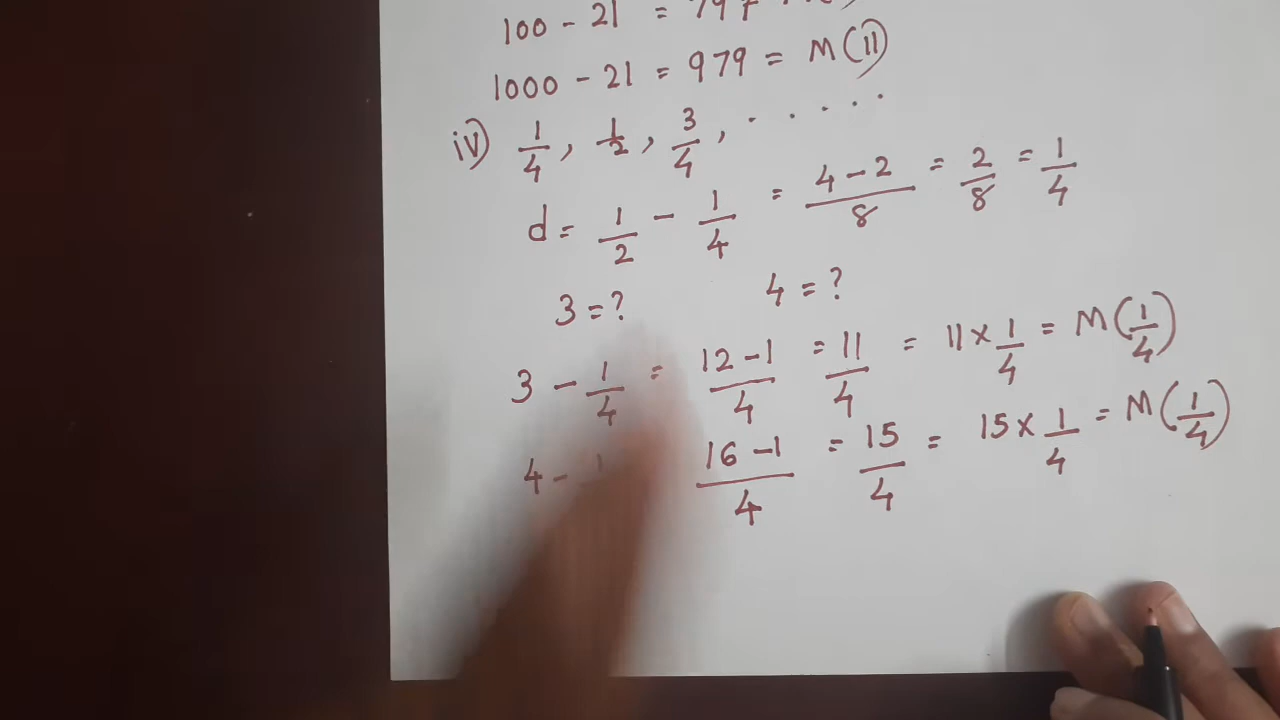 100 - 21 =
1000 - 21 = 979 = M(11)
iv) 1/4, 1/2, 3/4, . . . . .
d = 1/2 - 1/4 = (4-2)/8 = 2/8 = 1/4
3 = ? 4 = ?
3 - 1/4 = (12-1)/4 = 11/4 = 11 × 1/4 = M(1/4)
4 - (16-1)/4 = 15/4 = 15 × 1/4 = M(1/4)